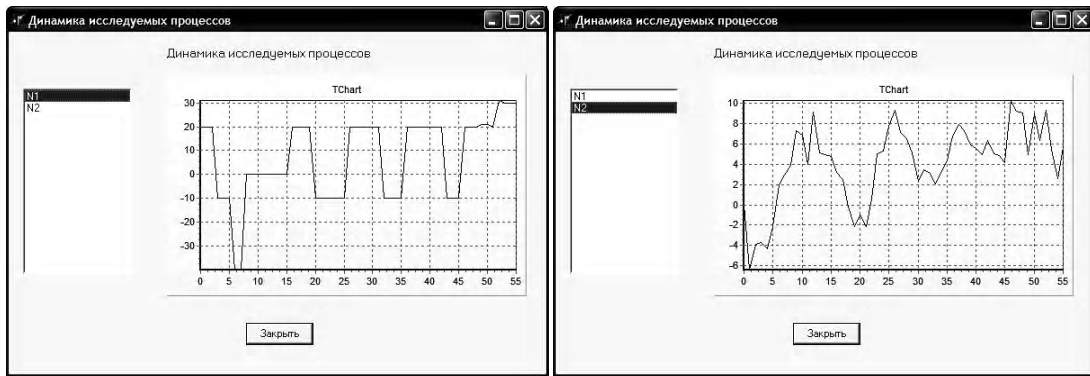 Динамика исследуемых процессов
Динамика исследуемых процессов
N1
N2
TChart
30
20
10
0
-10
-20
-30
0 5 10 15 20 25 30 35 40 45 50 55
Закрыть
Динамика исследуемых процессов
Динамика исследуемых процессов
N1
N2
TChart
10
8
6
4
2
0
-2
-4
-6
0 5 10 15 20 25 30 35 40 45 50 55
Закрыть